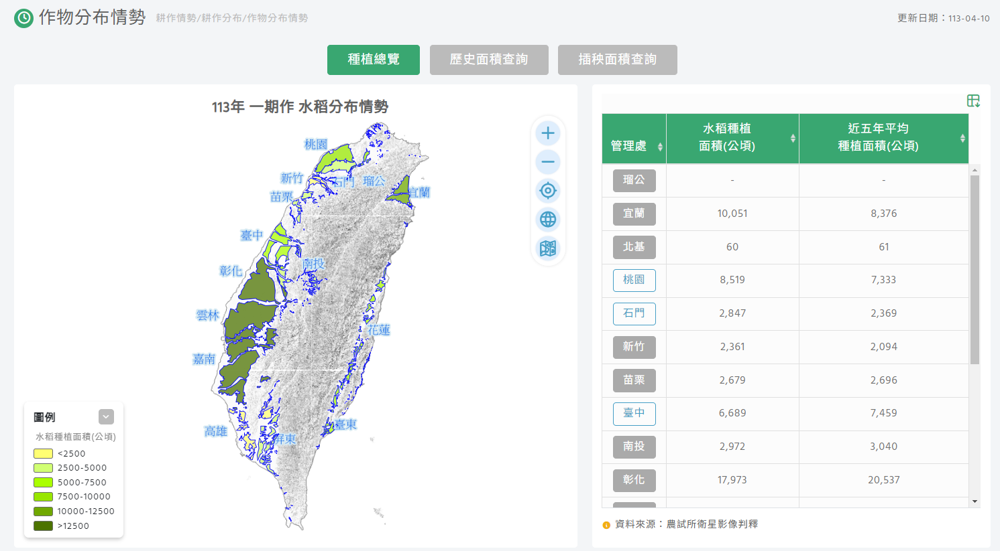 作物分布情勢
耕作情勢/耕作分布/作物分布情勢
更新日期：113-04-10
種植總覽
歷史面積查詢
插秧面積查詢
113年 一期作 水稻分布情勢
桃園
新竹
石門
瑠公
苗栗
宜蘭
臺中
南投
彰化
雲林
花蓮
嘉南
高雄
屏東
臺東
圖例
水稻種植面積(公頃)
<2500
2500-5000
5000-7500
7500-10000
10000-12500
>12500
管理處
水稻種植
面積(公頃)
近五年平均
種植面積(公頃)
瑠公 - -
宜蘭 10,051 8,376
北基 60 61
桃園 8,519 7,333
石門 2,847 2,369
新竹 2,361 2,094
苗栗 2,679 2,696
臺中 6,689 7,459
南投 2,972 3,040
彰化 17,973 20,537
資料來源：農試所衛星影像判釋